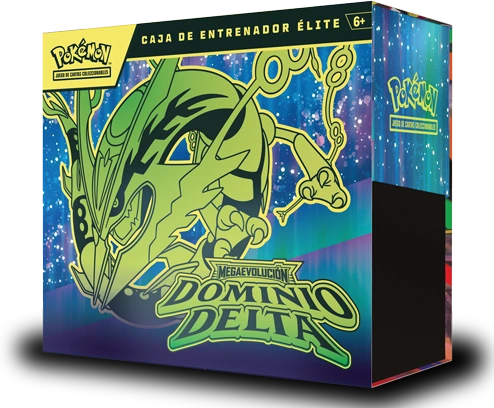 Pokémon
JUEGO DE CARTAS COLECCIONABLES
CAJA DE ENTRENADOR ÉLITE
6+
MEGAEVOLUCIÓN
DOMINIO
DELTA
Pokémon
JUEGO DE CARTAS COLECCIONABLES